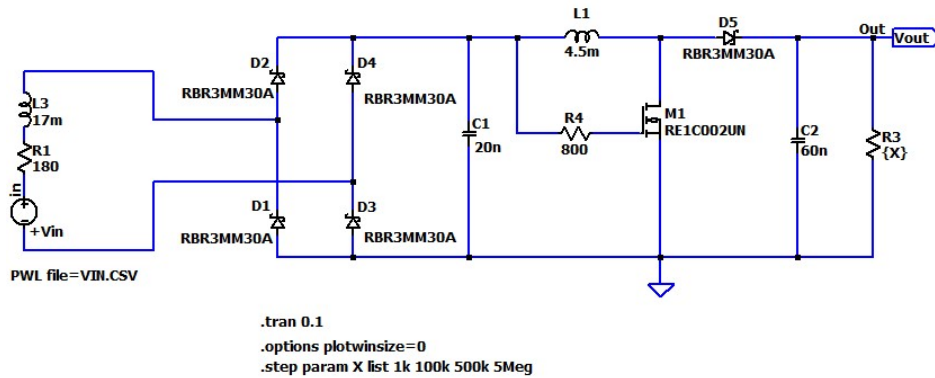 L1
4.5m
D5
RBR3MM30A
Out
Vout
D2
RBR3MM30A
D4
RBR3MM30A
L3
17m
R1
180
in
+Vin
PWL file=VIN.CSV
C1
20n
R4
800
M1
RE1C002UN
C2
60n
R3
{X}
D1
RBR3MM30A
D3
RBR3MM30A
.tran 0.1
.options plotwinsize=0
.step param X list 1k 100k 500k 5Meg